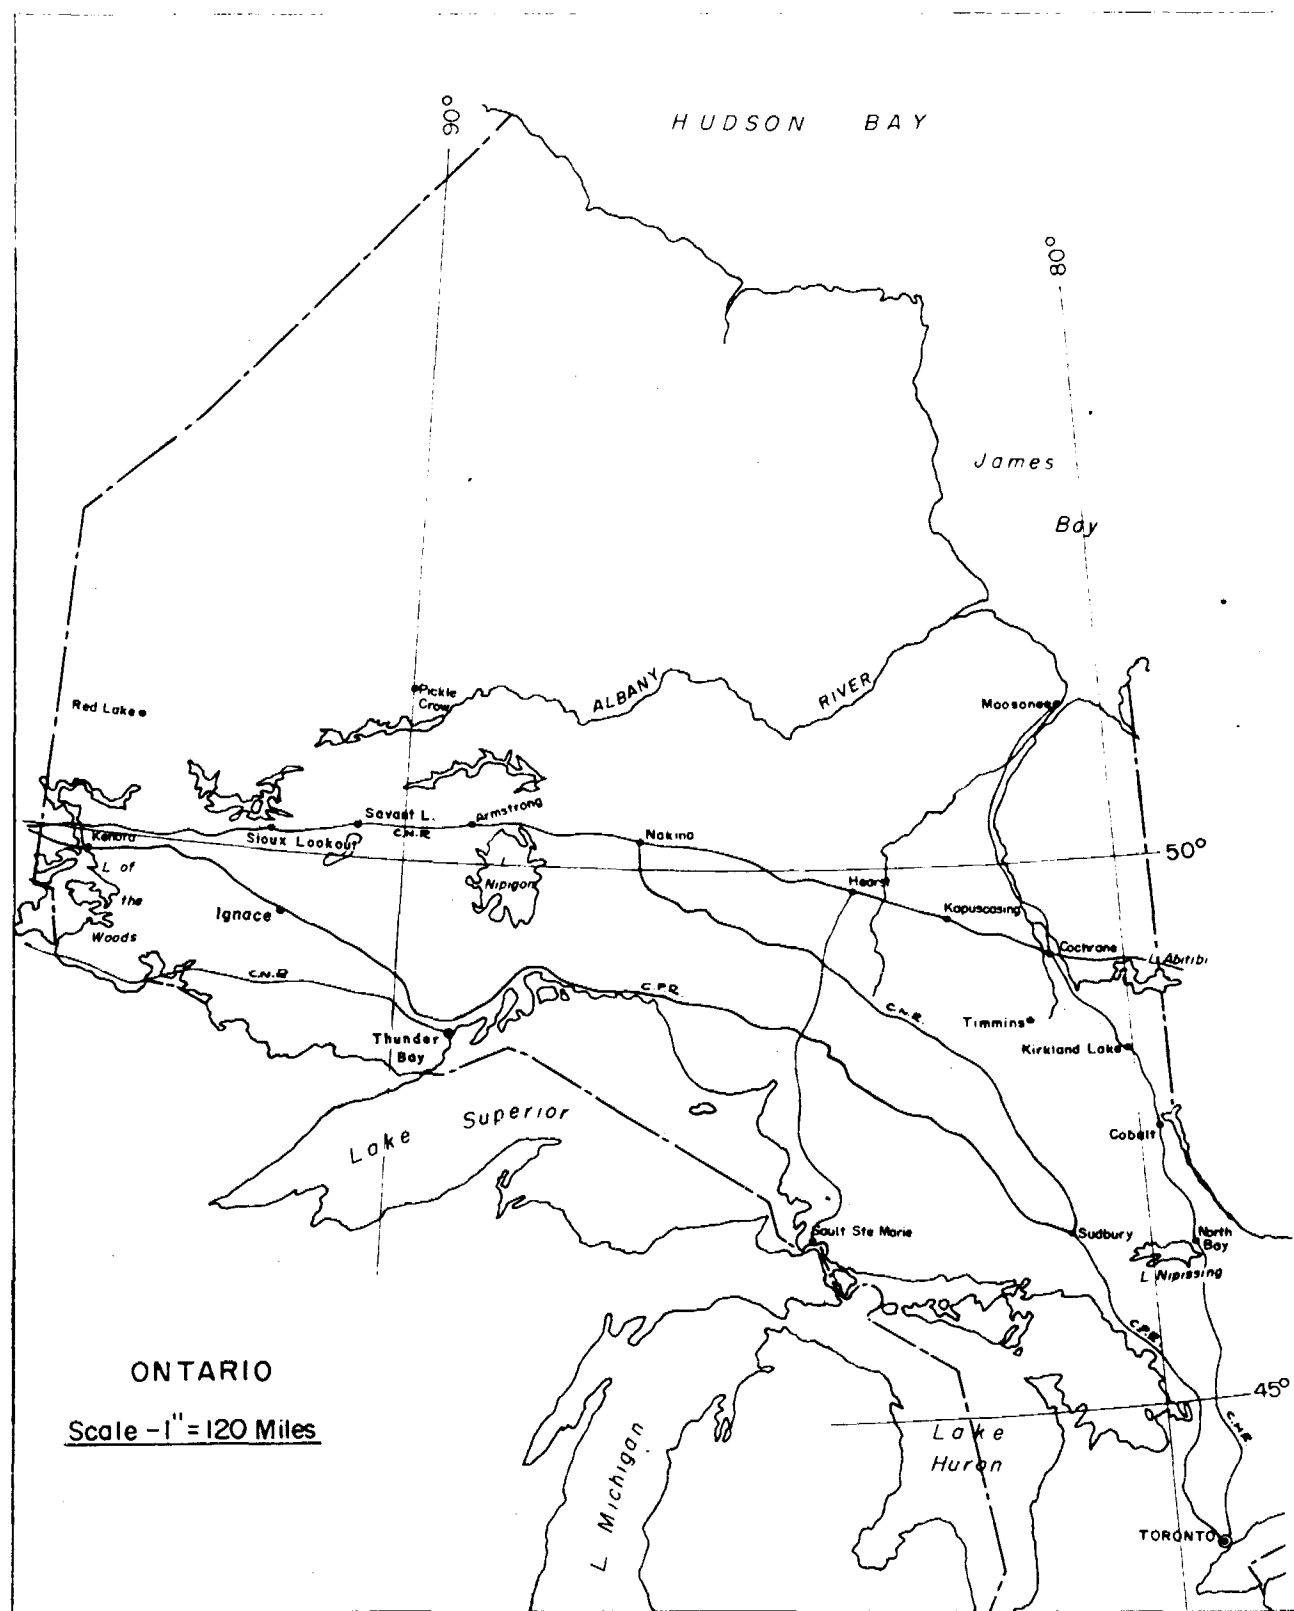 HUDSON BAY
90°
80°
James
Bay
ALBANY
RIVER
Pickle
Crow
Red Lake
Moosonee
Savant L.
Armstrong
C.N.R.
Sioux Lookout
Nakina
50°
Kenora
L of
the
Woods
L
Nipigon
Hearst
Kapuscasing
Ignace
Cochrane
L Abitibi
C.N.R.
C.P.R.
C.N.R.
Timmins
Thunder
Bay
Kirkland Lake
Lake Superior
Cobalt
Sault Ste Marie
Sudbury
North
Bay
L Nipissing
C.P.R.
ONTARIO
Scale - 1" = 120 Miles
45°
C.N.R.
L Michigan
Lake
Huron
TORONTO